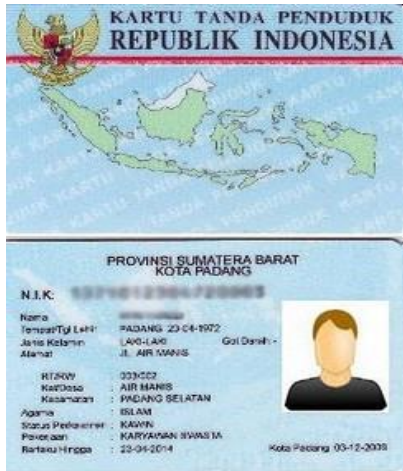 KARTU TANDA PENDUDUK
REPUBLIK INDONESIA
PROVINSI SUMATERA BARAT
KOTA PADANG
N.I.K:
Nama :
Tempat/Tgl Lahir : PADANG 23-04-1972
Jenis Kelamin : LAKI-LAKI Gol Darah : -
Alamat : JL. AIR MANIS
RT/RW : 003/002
Kel/Desa : AIR MANIS
Kecamatan : PADANG SELATAN
Agama : ISLAM
Status Perkawinan : KAWIN
Pekerjaan : KARYAWAN SWASTA
Berlaku Hingga : 23-04-2014 Kota Padang 03-12-2009